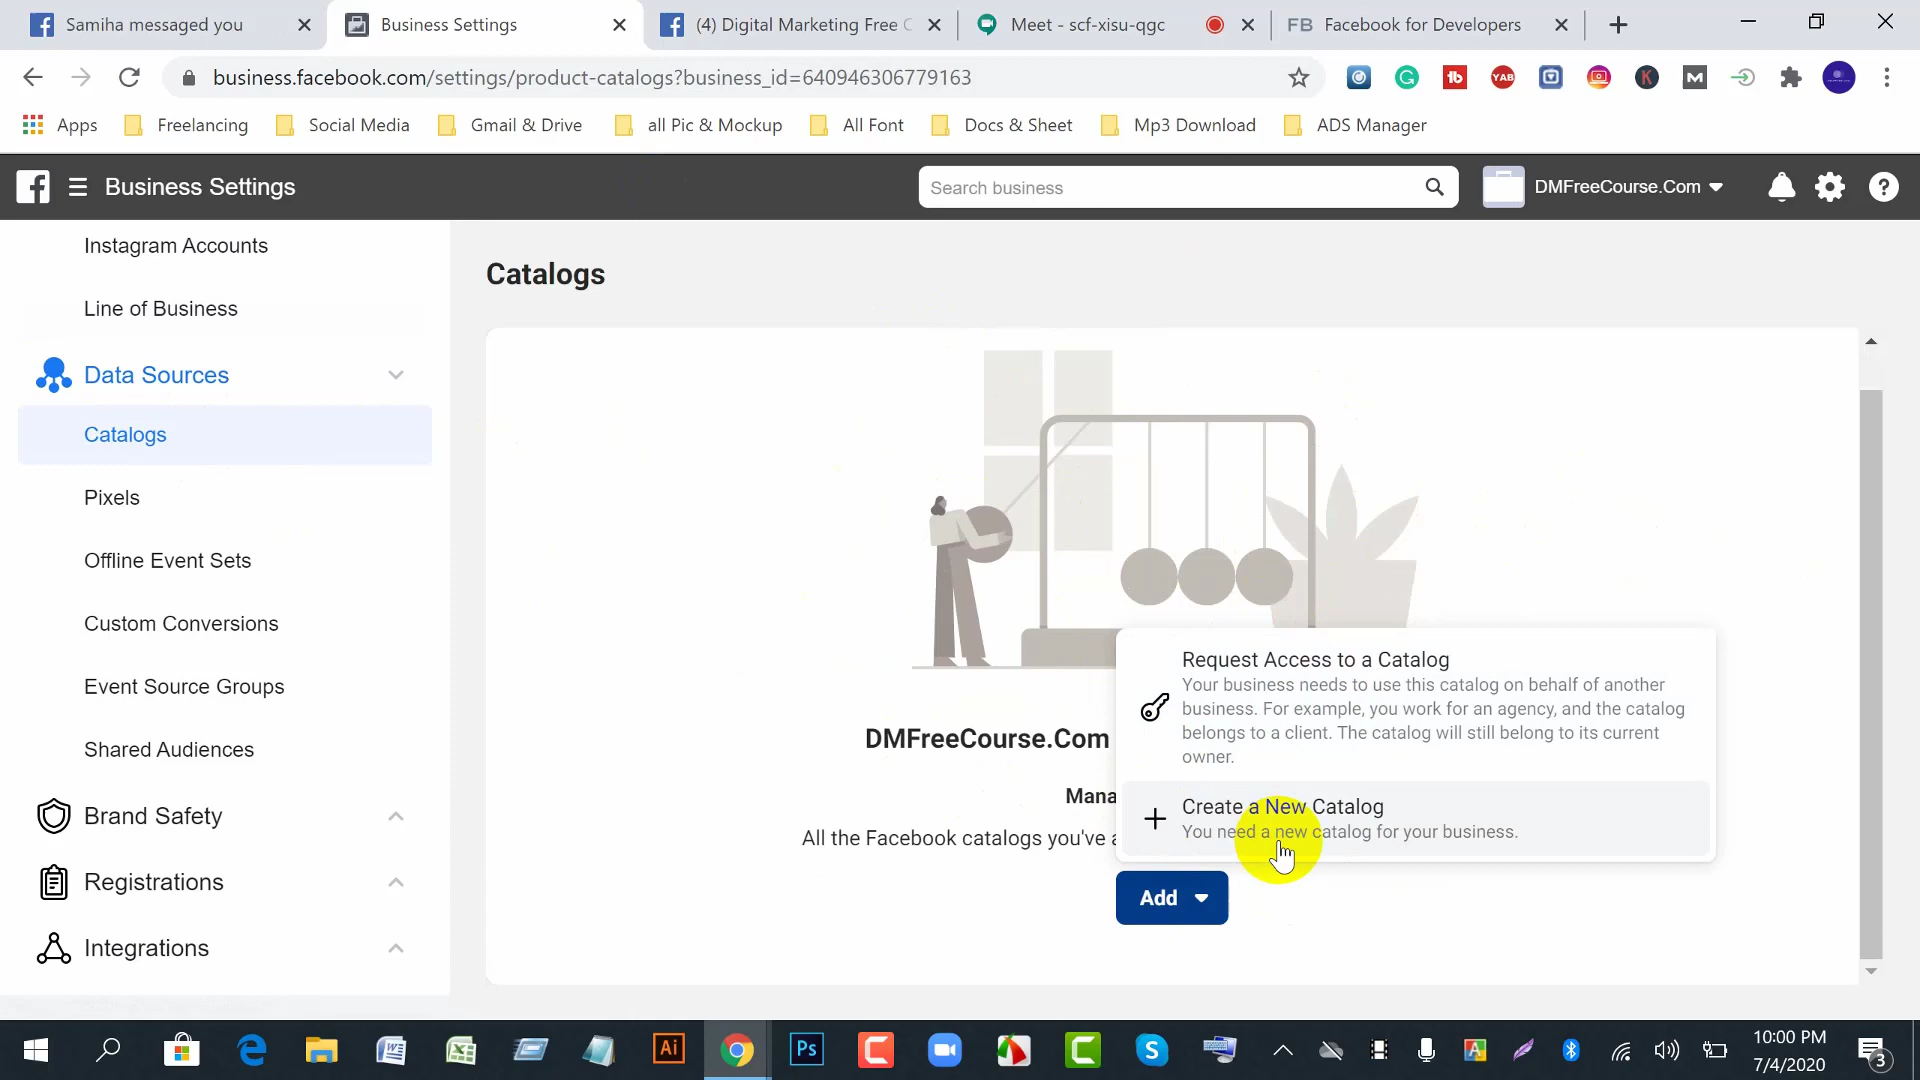 Samiha messaged you
Business Settings
(4) Digital Marketing Free C
Meet - scf-xisu-qgc
FB Facebook for Developers
business.facebook.com/settings/product-catalogs?business_id=640946306779163
Apps
Freelancing
Social Media
Gmail & Drive
all Pic & Mockup
All Font
Docs & Sheet
Mp3 Download
ADS Manager
Business Settings
Search business
DMFreeCourse.Com
Instagram Accounts
Line of Business
Data Sources
Catalogs
Pixels
Offline Event Sets
Custom Conversions
Event Source Groups
Shared Audiences
Brand Safety
Registrations
Integrations
Catalogs
DMFreeCourse.Com
Mana
All the Facebook catalogs you've a
Request Access to a Catalog
Your business needs to use this catalog on behalf of another
business. For example, you work for an agency, and the catalog
belongs to a client. The catalog will still belong to its current
owner.
Create a New Catalog
You need a new catalog for your business.
Add
10:00 PM
7/4/2020
3